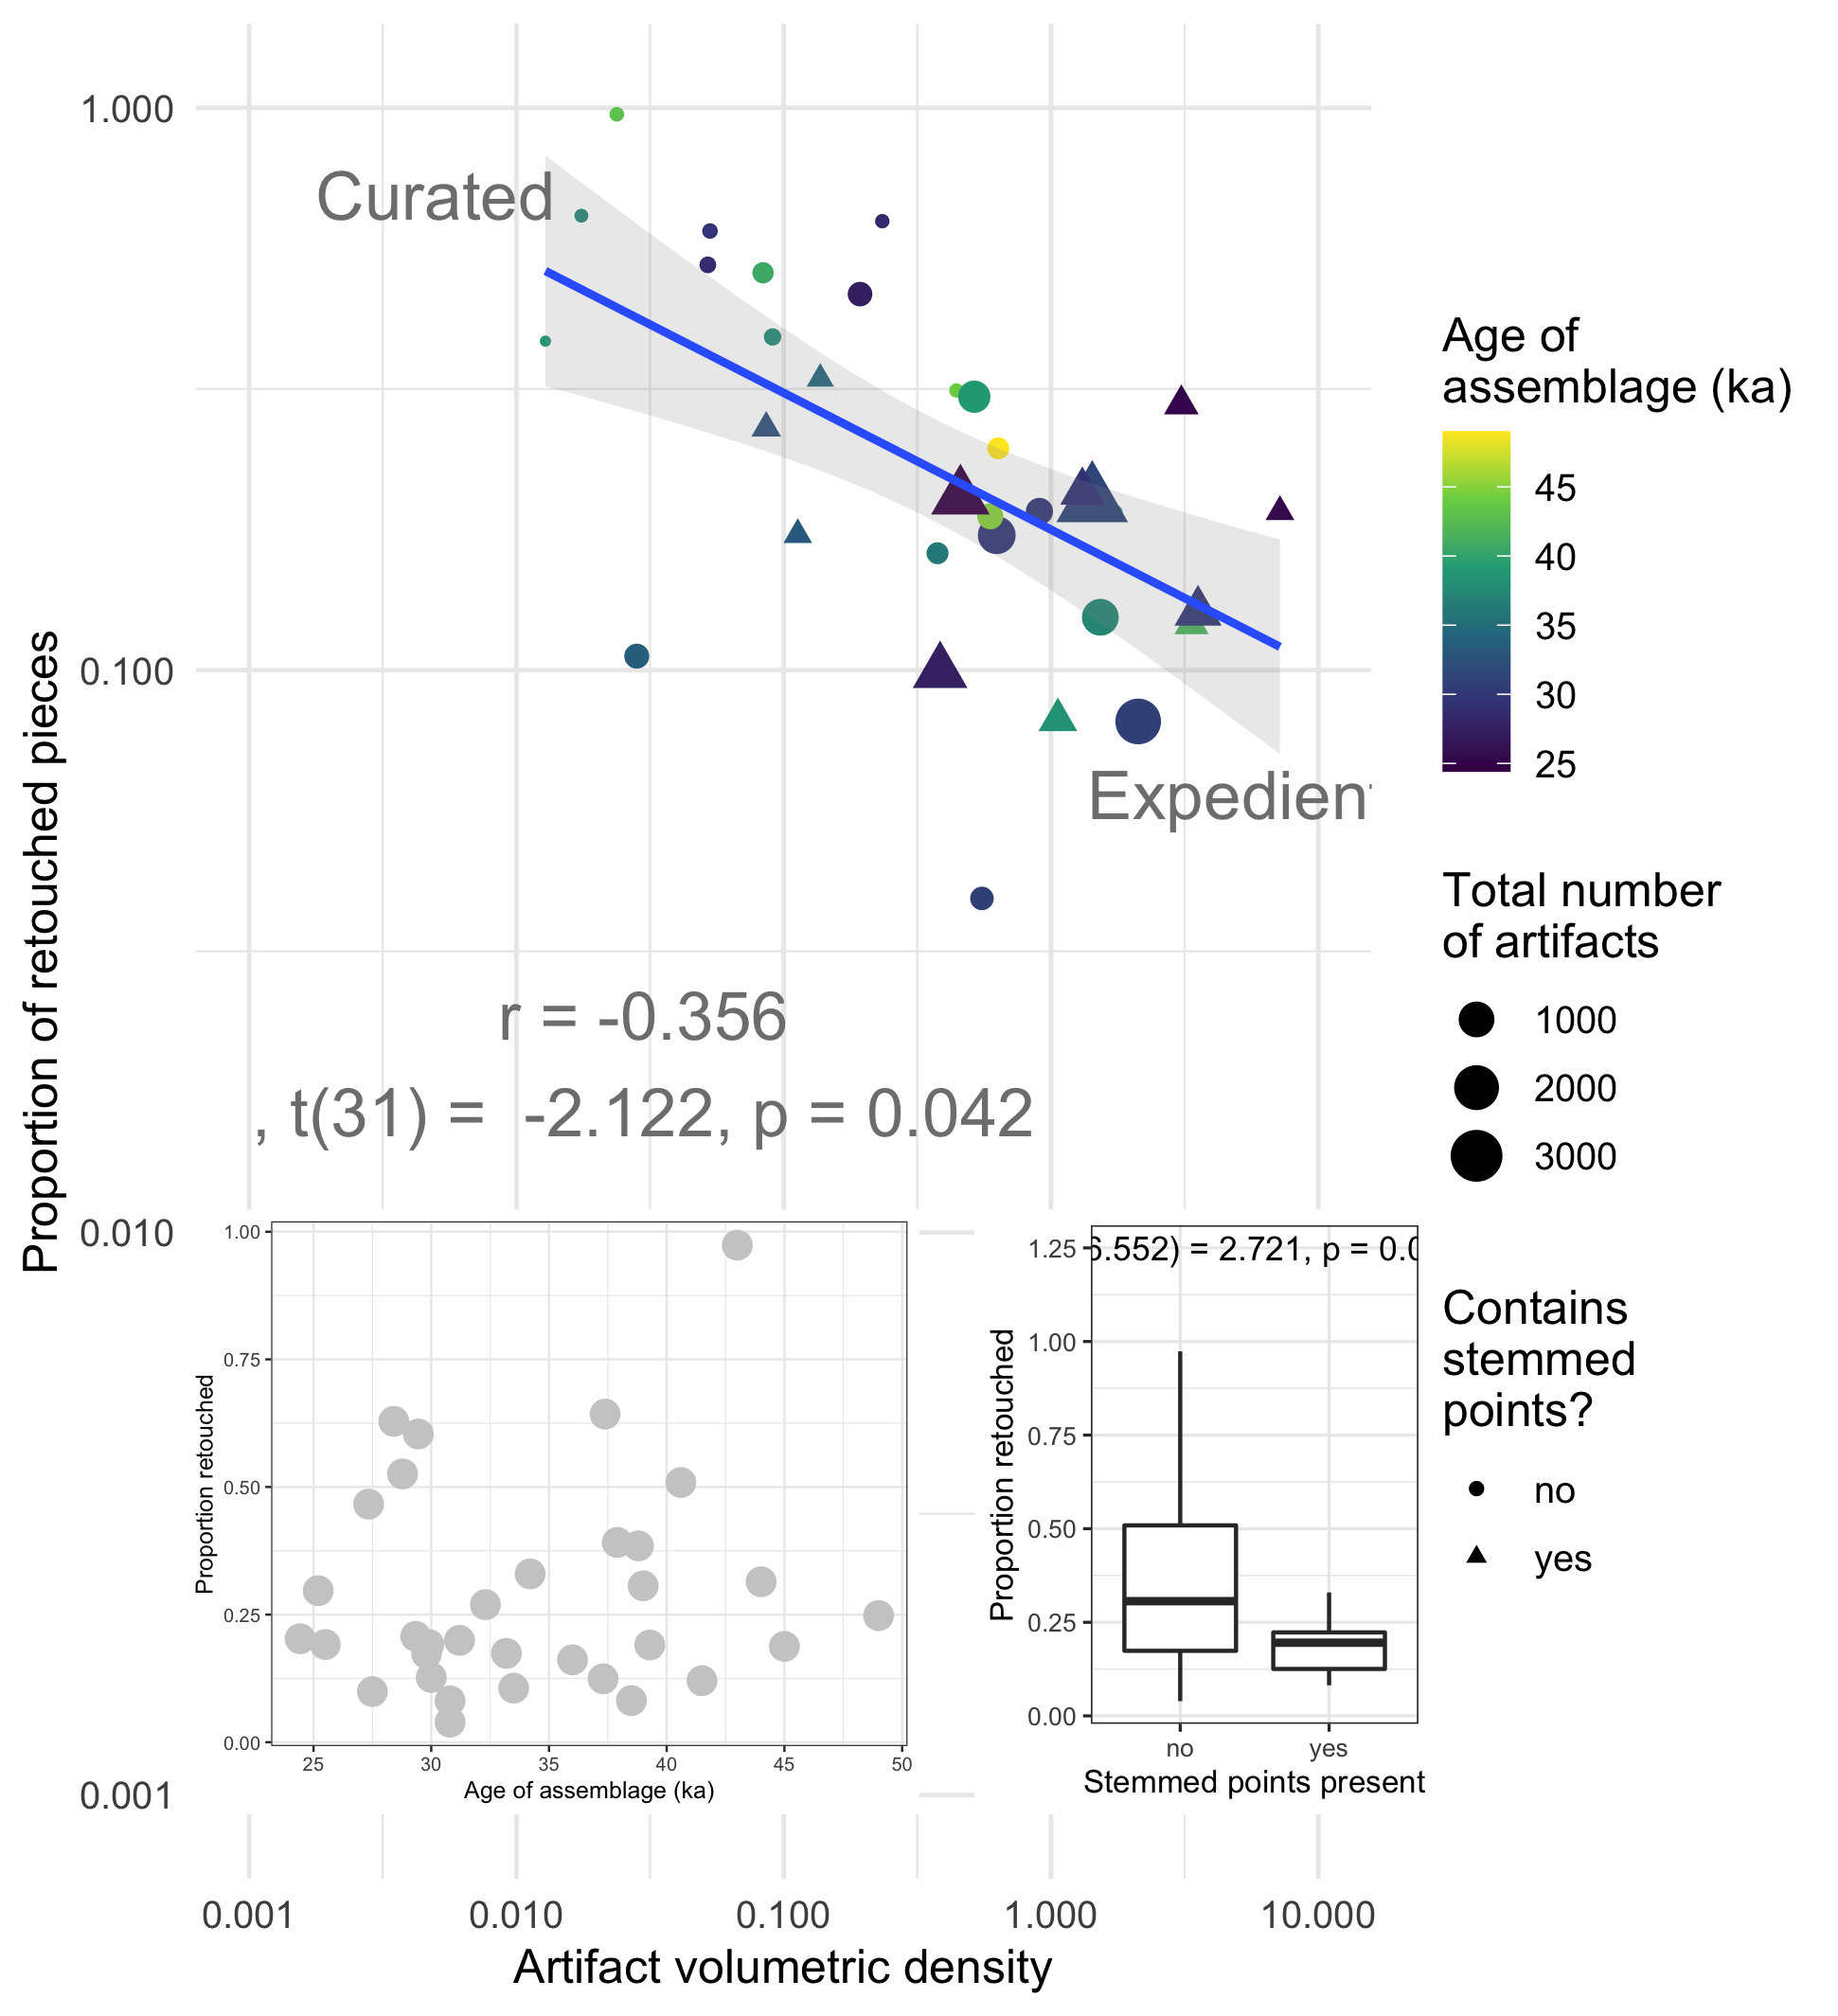 Proportion of retouched pieces
1.000
0.100
0.010
0.001
Curated
Expedient
r = -0.356
, t(31) =  -2.122, p = 0.042
0.001
0.010
0.100
1.000
10.000
Artifact volumetric density
Proportion retouched
1.00
0.75
0.50
0.25
0.00
25
30
35
40
45
50
Age of assemblage (ka)
6.552) = 2.721, p = 0.0
Proportion retouched
1.25
1.00
0.75
0.50
0.25
0.00
no
yes
Stemmed points present
Age of
assemblage (ka)
45
40
35
30
25
Total number
of artifacts
1000
2000
3000
Contains
stemmed
points?
no
yes